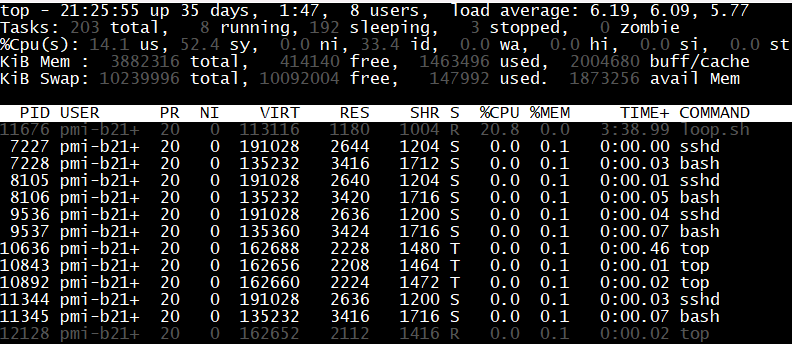 top - 21:25:55 up 35 days,  1:47,  8 users,  load average: 6.19, 6.09, 5.77
Tasks: 203 total,   8 running, 192 sleeping,   3 stopped,   0 zombie
%Cpu(s): 14.1 us, 52.4 sy,  0.0 ni, 33.4 id,  0.0 wa,  0.0 hi,  0.0 si,  0.0 st
KiB Mem :  3882316 total,   414140 free,  1463496 used,  2004680 buff/cache
KiB Swap: 10239996 total, 10092004 free,   147992 used.  1873256 avail Mem
PID USER      PR  NI    VIRT    RES    SHR S  %CPU %MEM     TIME+ COMMAND
11676 pmi-b21+  20   0  113116   1180   1004 R  20.8  0.0   3:38.99 loop.sh
7227 pmi-b21+  20   0  191028   2644   1204 S   0.0  0.1   0:00.00 sshd
7228 pmi-b21+  20   0  135232   3416   1712 S   0.0  0.1   0:00.03 bash
8105 pmi-b21+  20   0  191028   2640   1204 S   0.0  0.1   0:00.01 sshd
8106 pmi-b21+  20   0  135232   3420   1716 S   0.0  0.1   0:00.05 bash
9536 pmi-b21+  20   0  191028   2636   1200 S   0.0  0.1   0:00.04 sshd
9537 pmi-b21+  20   0  135360   3424   1716 S   0.0  0.1   0:00.07 bash
10636 pmi-b21+  20   0  162688   2228   1480 T   0.0  0.1   0:00.46 top
10843 pmi-b21+  20   0  162656   2208   1464 T   0.0  0.1   0:00.01 top
10892 pmi-b21+  20   0  162660   2224   1472 T   0.0  0.1   0:00.02 top
11344 pmi-b21+  20   0  191028   2636   1200 S   0.0  0.1   0:00.03 sshd
11345 pmi-b21+  20   0  135232   3416   1716 S   0.0  0.1   0:00.07 bash
12128 pmi-b21+  20   0  162652   2112   1416 R   0.0  0.1   0:00.02 top